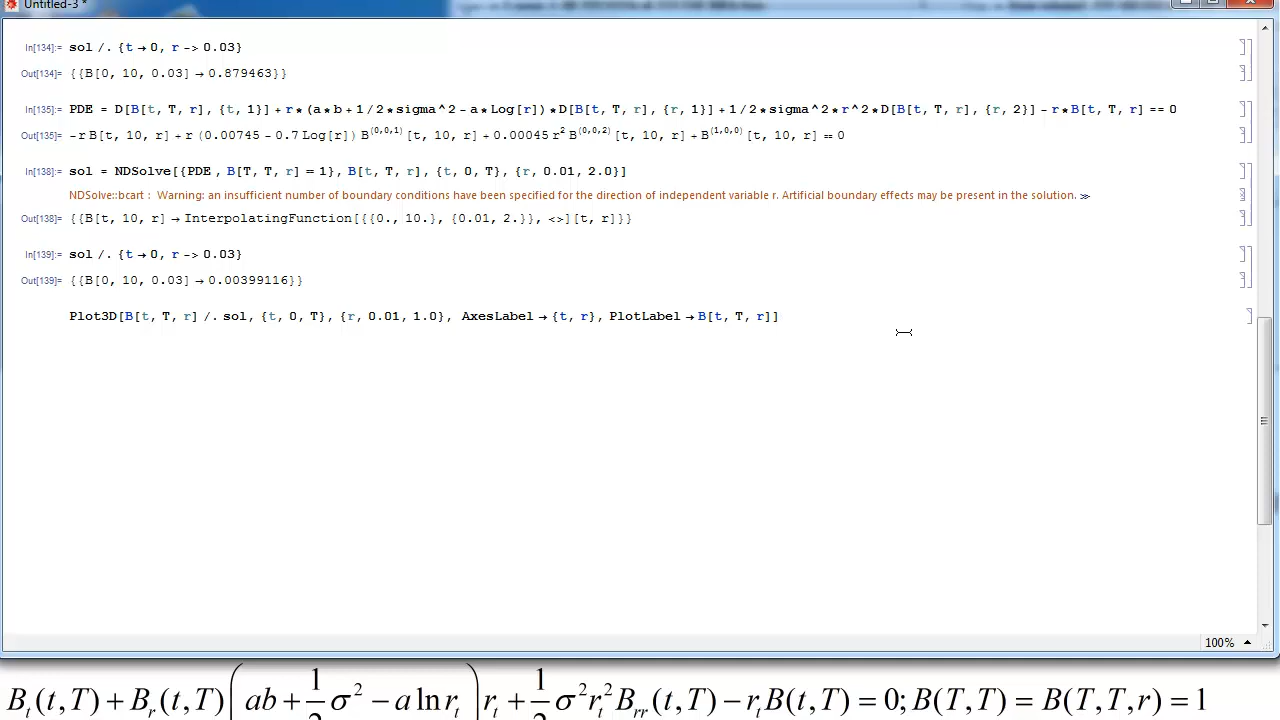 Untitled-3 *
In[134]:= sol /. {t → 0, r -> 0.03}
Out[134]= {{B[0, 10, 0.03] → 0.879463}}
In[135]:= PDE = D[B[t, T, r], {t, 1}] + r * (a * b + 1 / 2 * sigma ^ 2 - a * Log[r]) * D[B[t, T, r], {r, 1}] + 1 / 2 * sigma ^ 2 * r ^ 2 * D[B[t, T, r], {r, 2}] - r * B[t, T, r] == 0
Out[135]= -r B[t, 10, r] + r (0.00745 - 0.7 Log[r]) B^(0,0,1)[t, 10, r] + 0.00045 r² B^(0,0,2)[t, 10, r] + B^(1,0,0)[t, 10, r] == 0
In[138]:= sol = NDSolve[{PDE , B[T, T, r] == 1}, B[t, T, r], {t, 0, T}, {r, 0.01, 2.0}]
NDSolve::bcart : Warning: an insufficient number of boundary conditions have been specified for the direction of independent variable r. Artificial boundary effects may be present in the solution. ≫
Out[138]= {{B[t, 10, r] → InterpolatingFunction[{{0., 10.}, {0.01, 2.}}, <>][t, r]}}
In[139]:= sol /. {t → 0, r -> 0.03}
Out[139]= {{B[0, 10, 0.03] → 0.00399116}}
Plot3D[B[t, T, r] /. sol, {t, 0, T}, {r, 0.01, 1.0}, AxesLabel → {t, r}, PlotLabel → B[t, T, r]]
100%
B_t(t,T) + B_r(t,T)(ab + 1/2 σ² − a ln r_t) r_t + 1/2 σ² r_t² B_rr(t,T) − r_t B(t,T) = 0; B(T,T) = B(T,T,r) = 1